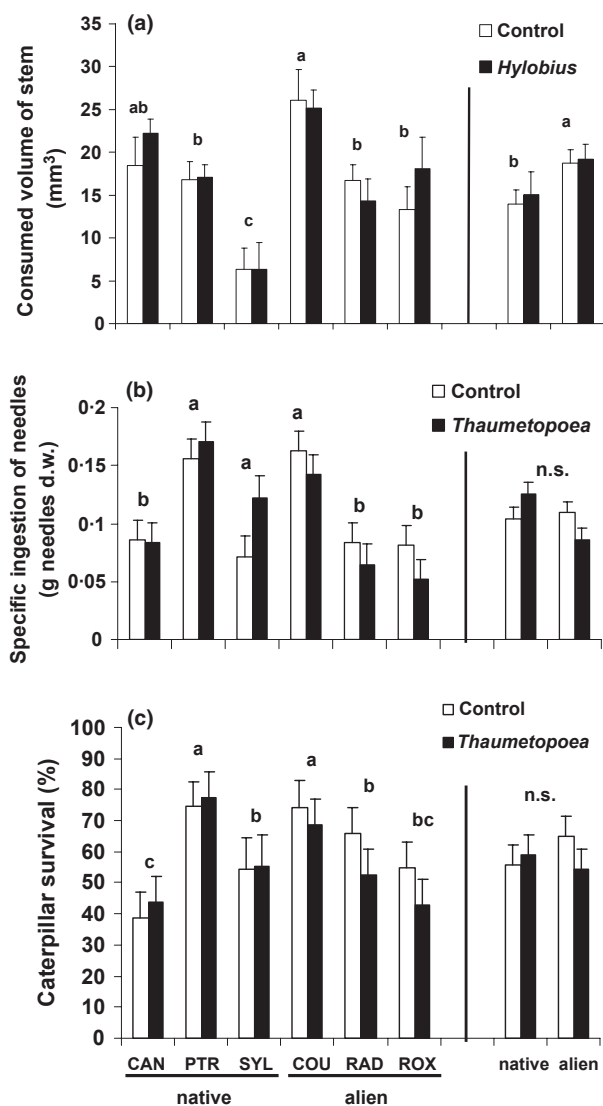 (a)
Control
Hylobius
Consumed volume of stem
(mm³)
35
30
25
20
15
10
5
0
ab
b
c
a
b
b
b
a
(b)
Control
Thaumetopoea
Specific ingestion of needles
(g needles d.w.)
0·2
0·15
0·1
0·05
0
b
a
a
a
b
b
n.s.
(c)
Control
Thaumetopoea
Caterpillar survival (%)
100
90
80
70
60
50
40
30
20
10
0
c
a
b
a
b
bc
n.s.
CAN PTR SYL COU RAD ROX native alien
native alien